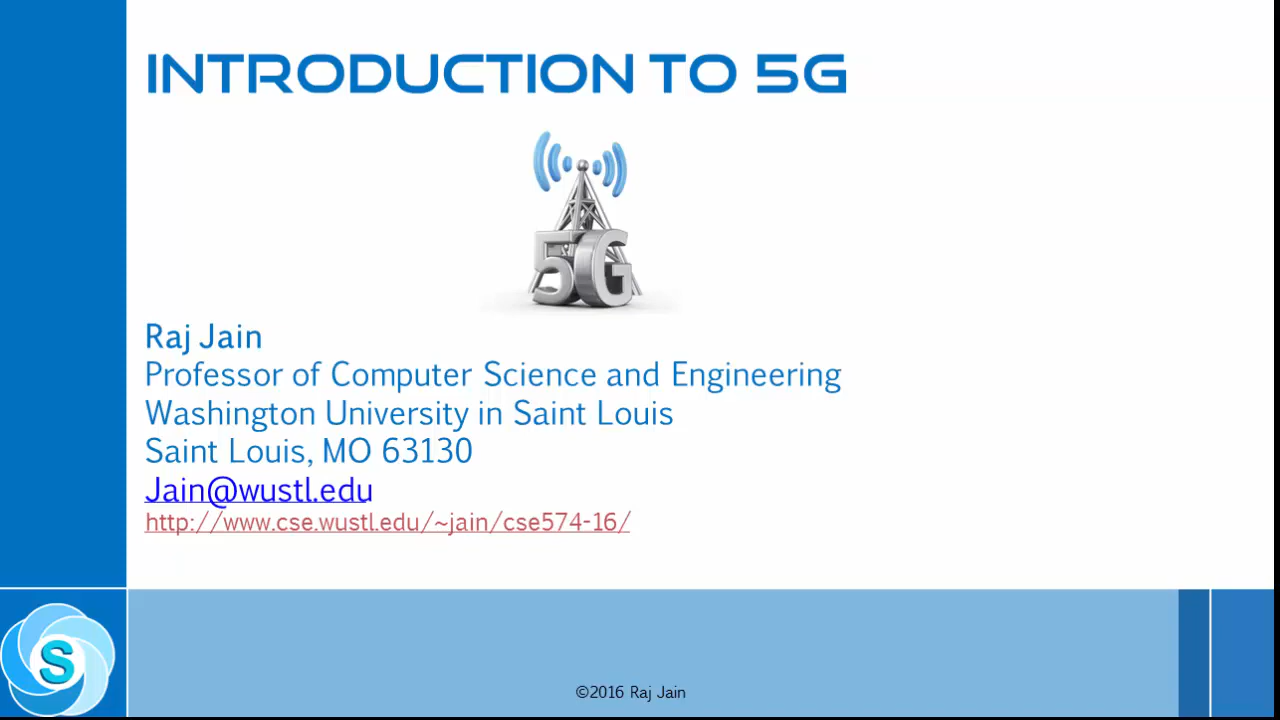 INTRODUCTION TO 5G
5G
Raj Jain
Professor of Computer Science and Engineering
Washington University in Saint Louis
Saint Louis, MO 63130
Jain@wustl.edu
http://www.cse.wustl.edu/~jain/cse574-16/
S
©2016 Raj Jain